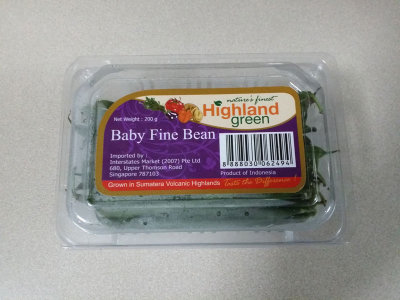 nature's finest
Highland
green
Net Weight : 200 g
Baby Fine Bean
Imported by :
Interstates Market (2007) Pte Ltd
680, Upper Thomson Road
Singapore 787103
8 888030 062494
Product of Indonesia
Grown in Sumatera Volcanic Highlands
Taste the Difference!